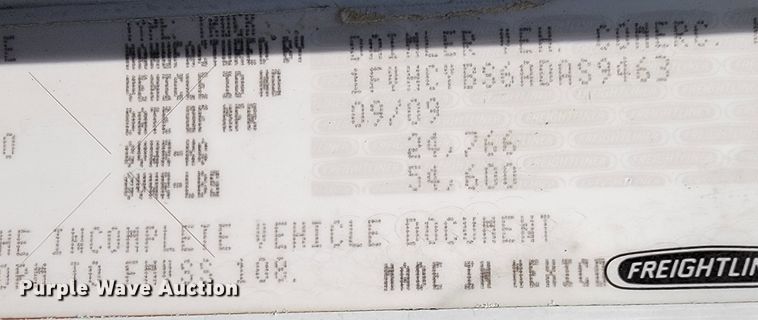 TYPE: TRUCK
MANUFACTURED BY DAIMLER VEH. COMERC.
VEHICLE ID NO 1FVHCYBS6ADAS9463
DATE OF MFR 09/09
GVWR-KG 24,766
GVWR-LBS 54,600
HE INCOMPLETE VEHICLE DOCUMENT
ORM TO FMVSS 108. MADE IN MEXICO FREIGHTLIN
Purple Wave Auction